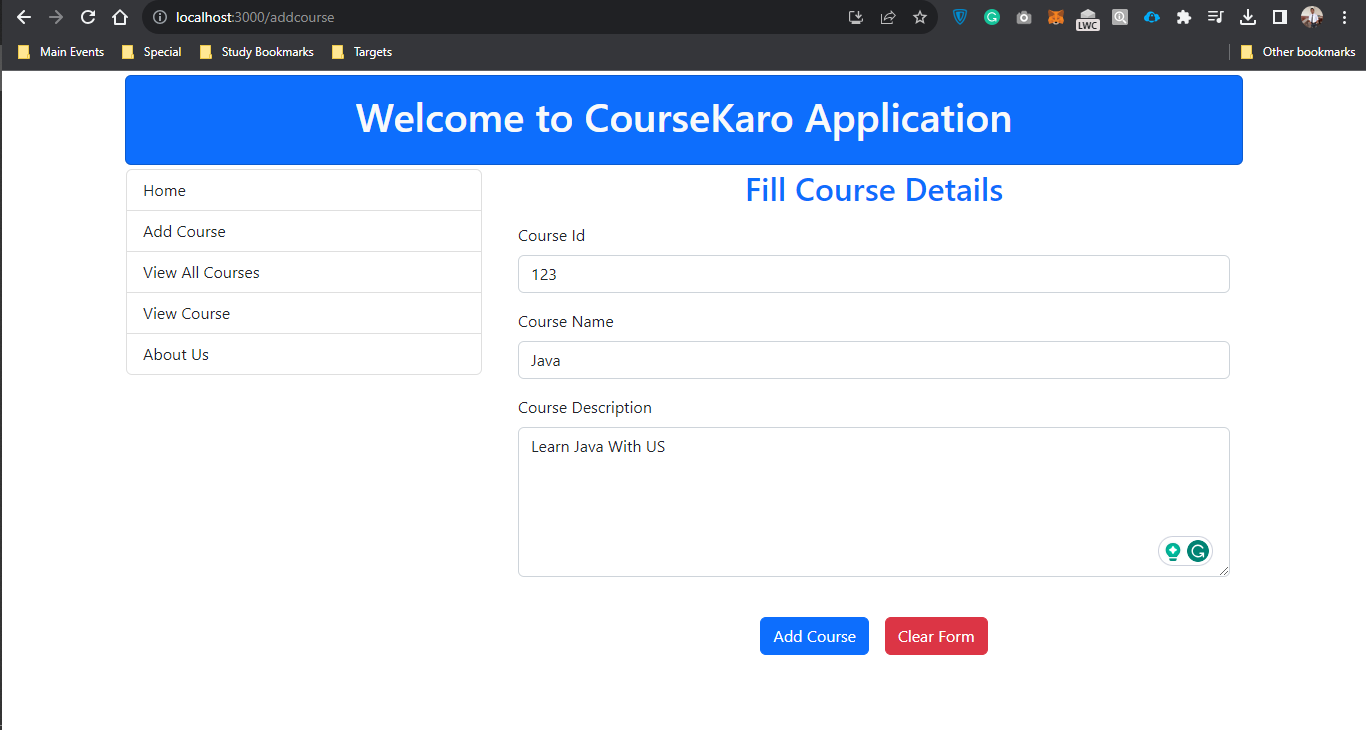 localhost:3000/addcourse
LWC
Main Events
Special
Study Bookmarks
Targets
Other bookmarks
Welcome to CourseKaro Application
Home
Add Course
View All Courses
View Course
About Us
Fill Course Details
Course Id
123
Course Name
Java
Course Description
Learn Java With US
Add Course
Clear Form